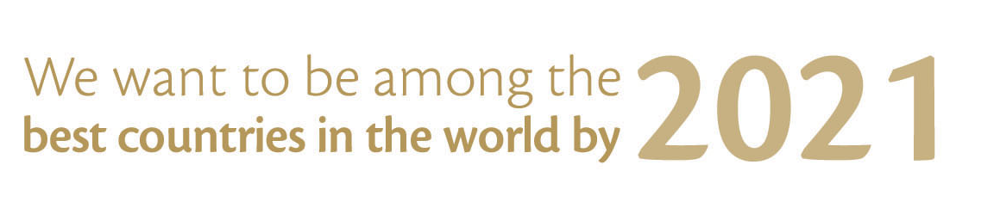 We want to be among the
best countries in the world by
2021